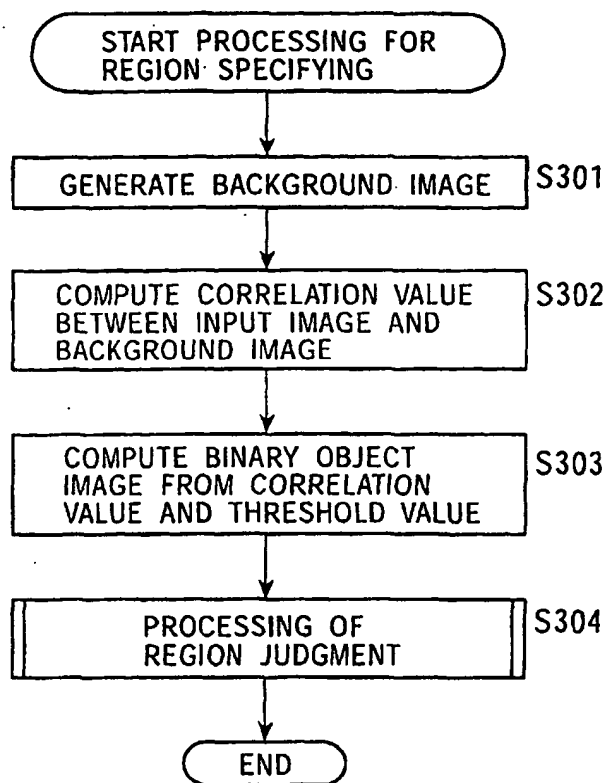 START PROCESSING FOR
REGION SPECIFYING
GENERATE BACKGROUND IMAGE
S301
COMPUTE CORRELATION VALUE
BETWEEN INPUT IMAGE AND
BACKGROUND IMAGE
S302
COMPUTE BINARY OBJECT
IMAGE FROM CORRELATION
VALUE AND THRESHOLD VALUE
S303
PROCESSING OF
REGION JUDGMENT
S304
END